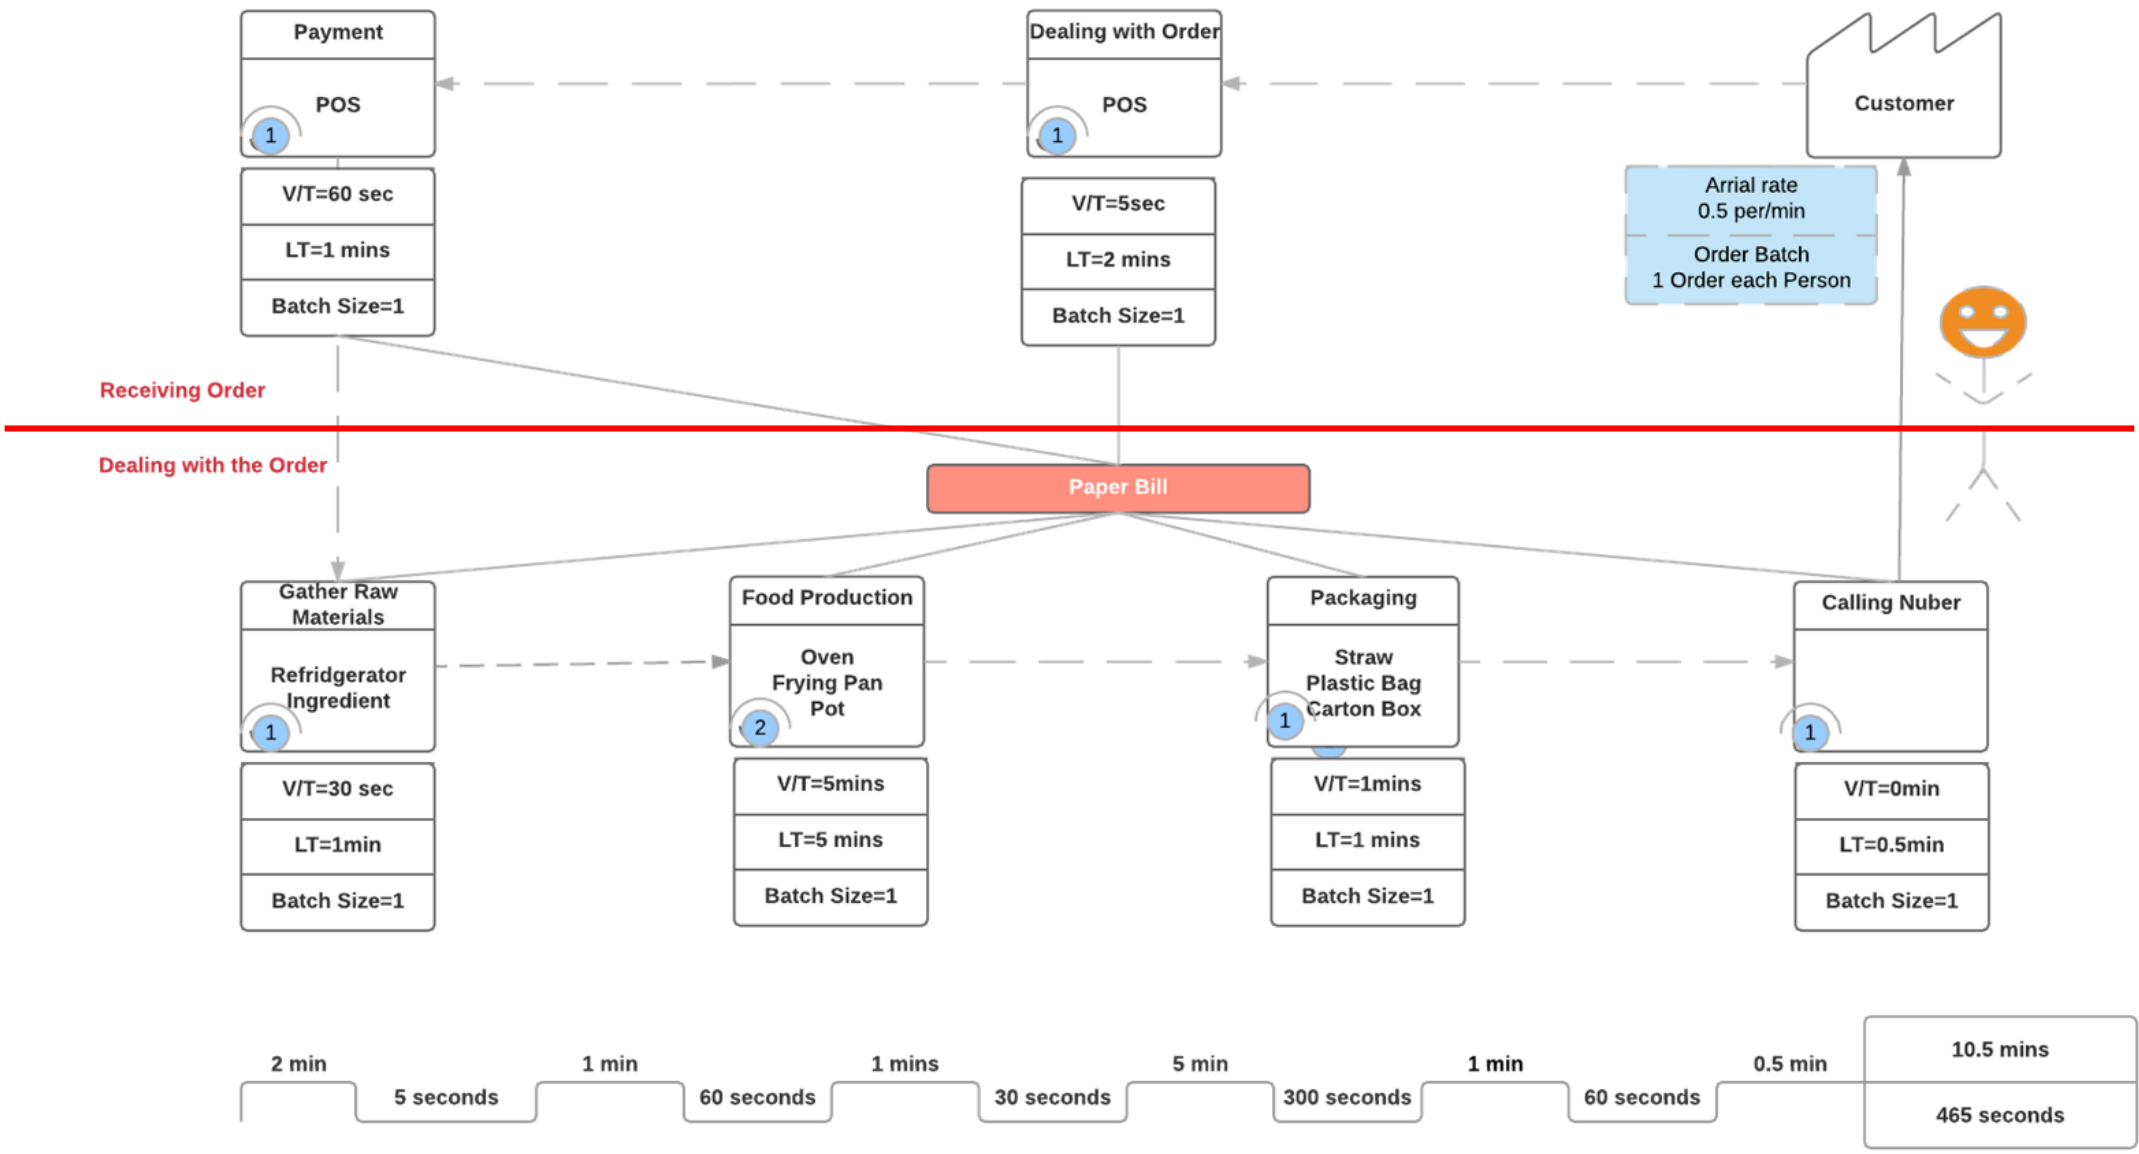 Payment
POS
1
V/T=60 sec
LT=1 mins
Batch Size=1
Dealing with Order
POS
1
V/T=5sec
LT=2 mins
Batch Size=1
Customer
Arrial rate
0.5 per/min
Order Batch
1 Order each Person
Receiving Order
Dealing with the Order
Paper Bill
Gather Raw
Materials
Refridgerator
Ingredient
1
V/T=30 sec
LT=1min
Batch Size=1
Food Production
Oven
Frying Pan
Pot
2
V/T=5mins
LT=5 mins
Batch Size=1
Packaging
Straw
Plastic Bag
Carton Box
1
V/T=1mins
LT=1 mins
Batch Size=1
Calling Nuber
1
V/T=0min
LT=0.5min
Batch Size=1
2 min
5 seconds
1 min
60 seconds
1 mins
30 seconds
5 min
300 seconds
1 min
60 seconds
0.5 min
10.5 mins
465 seconds